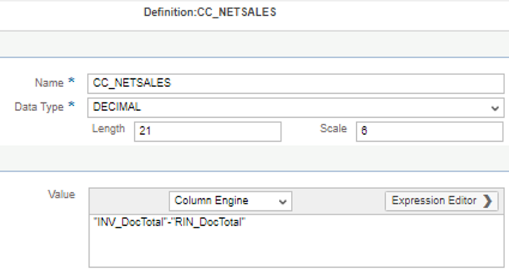 Definition:CC_NETSALES
Name * CC_NETSALES
Data Type * DECIMAL
Length 21 Scale 6
Value Column Engine Expression Editor ❯
"INV_DocTotal"-"RIN_DocTotal"